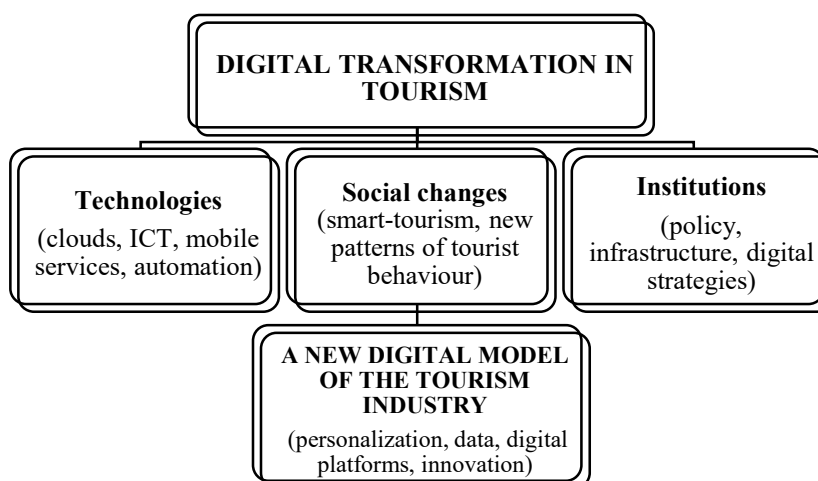 DIGITAL TRANSFORMATION IN
TOURISM
Technologies
(clouds, ICT, mobile
services, automation)
Social changes
(smart-tourism, new
patterns of tourist
behaviour)
Institutions
(policy,
infrastructure, digital
strategies)
A NEW DIGITAL MODEL
OF THE TOURISM
INDUSTRY
(personalization, data, digital
platforms, innovation)